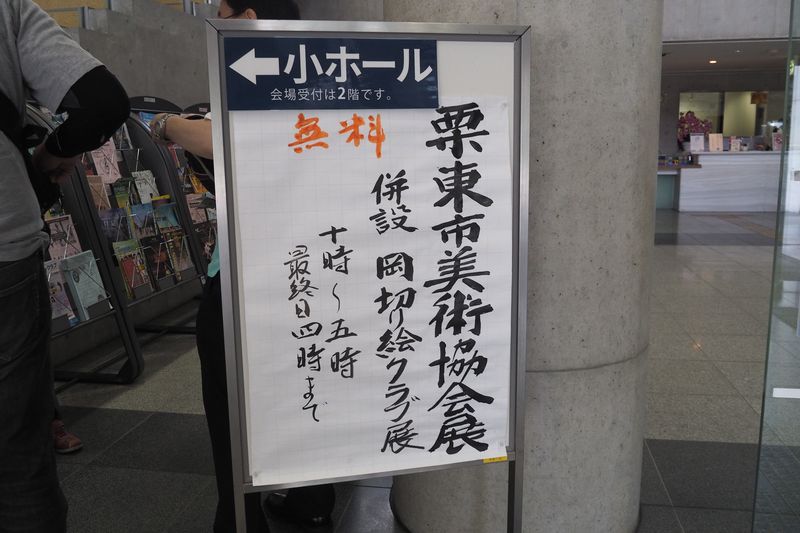 ←小ホール
会場受付は2階です。
栗東市美術協会展
無料
併設 岡切り絵クラブ展
十時～五時
最終日四時まで